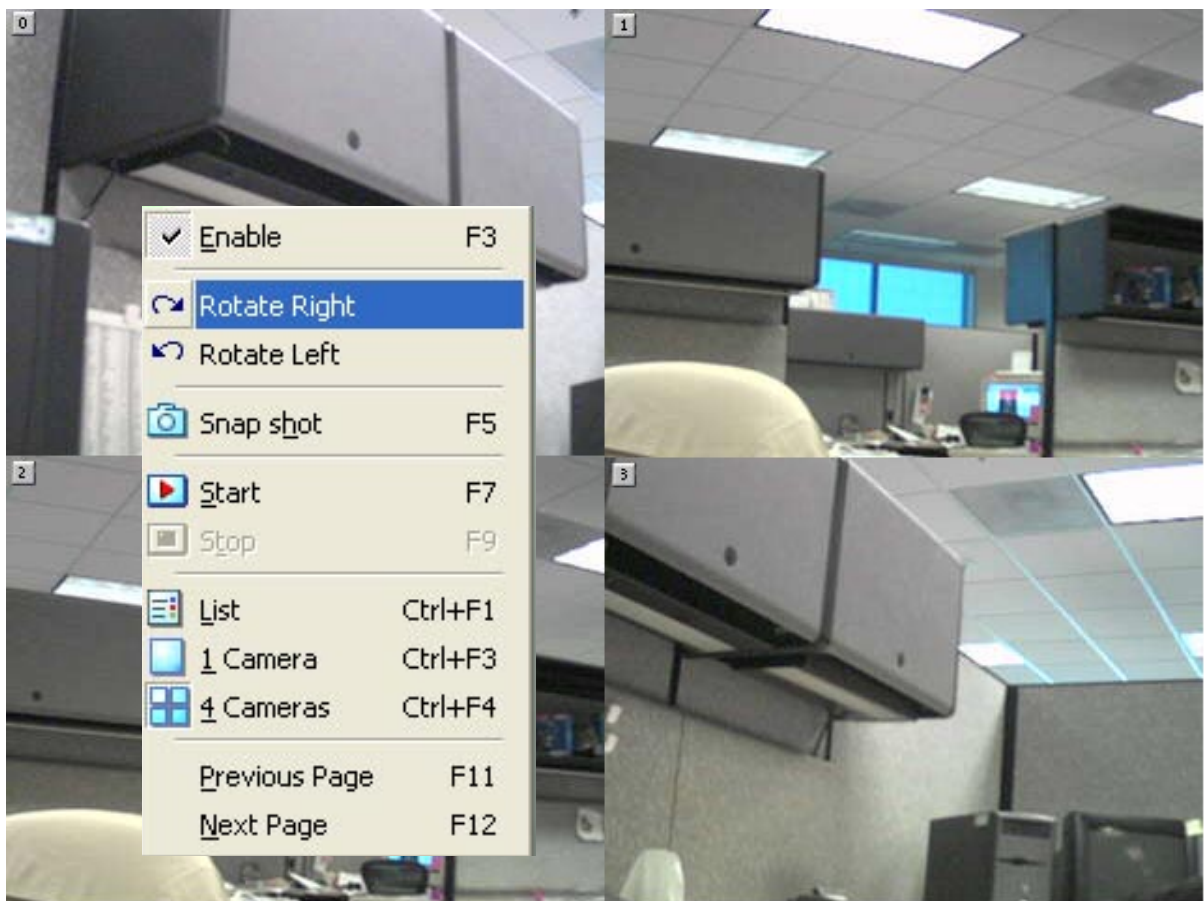 0
1
Enable F3
Rotate Right
Rotate Left
Snap shot F5
Start F7
Stop F9
List Ctrl+F1
1 Camera Ctrl+F3
4 Cameras Ctrl+F4
Previous Page F11
Next Page F12
2
3